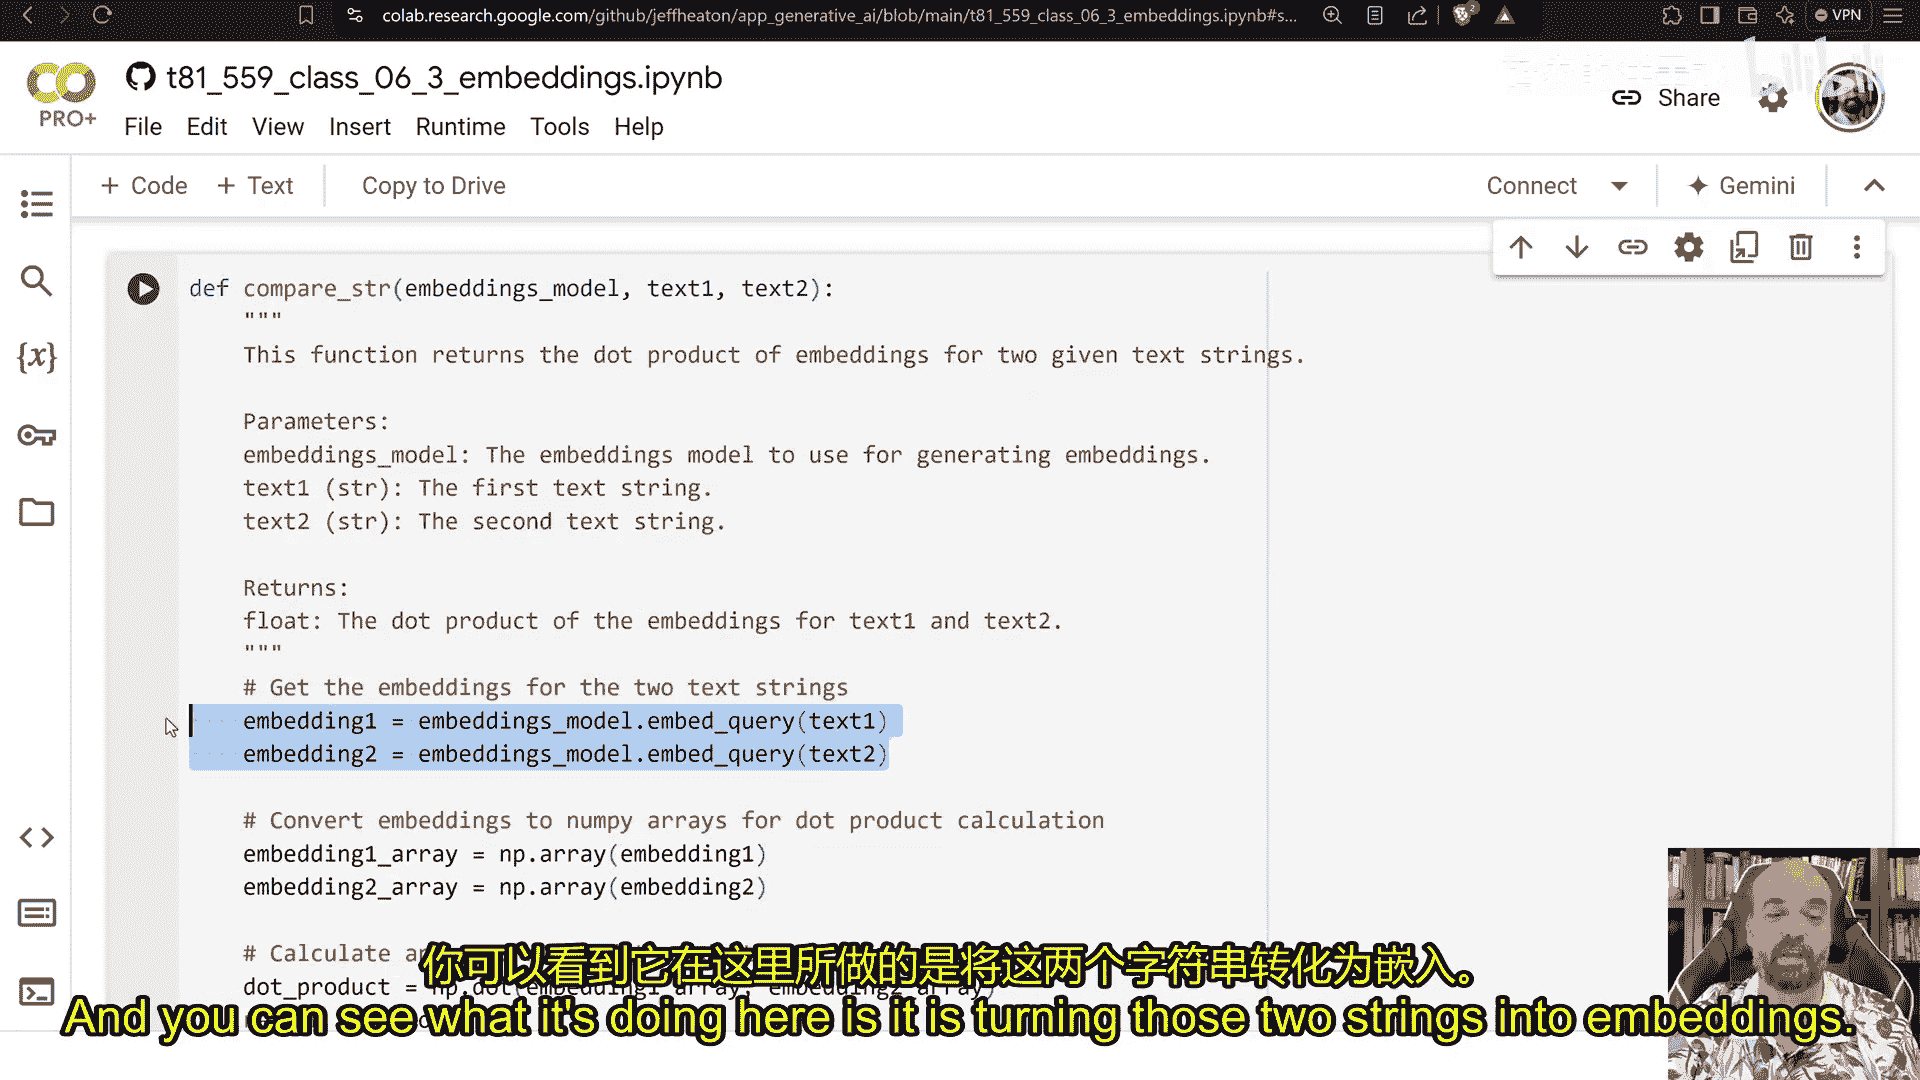 colab.research.google.com/github/jeffheaton/app_generative_ai/blob/main/t81_559_class_06_3_embeddings.ipynb#s...
2
VPN
CO
PRO+
t81_559_class_06_3_embeddings.ipynb
File Edit View Insert Runtime Tools Help
Share
+ Code + Text Copy to Drive
Connect
Gemini
def compare_str(embeddings_model, text1, text2):
"""
This function returns the dot product of embeddings for two given text strings.
Parameters:
embeddings_model: The embeddings model to use for generating embeddings.
text1 (str): The first text string.
text2 (str): The second text string.
Returns:
float: The dot product of the embeddings for text1 and text2.
"""
# Get the embeddings for the two text strings
embedding1 = embeddings_model.embed_query(text1)
embedding2 = embeddings_model.embed_query(text2)
# Convert embeddings to numpy arrays for dot product calculation
embedding1_array = np.array(embedding1)
embedding2_array = np.array(embedding2)
# Calculate
dot_product = np.dot(embedding1_array, embedding2_array)
你可以看到它在这里所做的是将这两个字符串转化为嵌入。
And you can see what it's doing here is it is turning those two strings into embeddings.